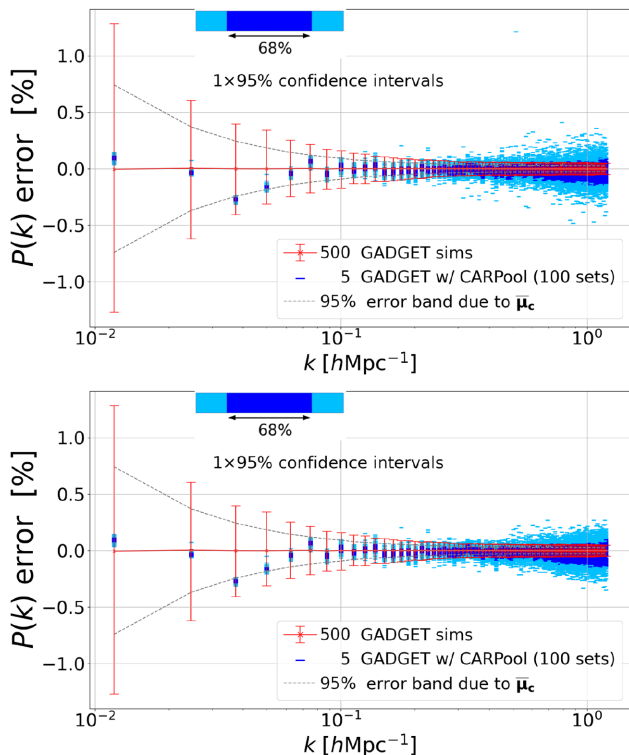 68%
1×95% confidence intervals
1.0
0.5
0.0
−0.5
−1.0
P(k) error [%]
500 GADGET sims
5 GADGET w/ CARPool (100 sets)
95% error band due to μ̅c
10⁻² 10⁻¹ 10⁰
k [hMpc⁻¹]
68%
1×95% confidence intervals
1.0
0.5
0.0
−0.5
−1.0
P(k) error [%]
500 GADGET sims
5 GADGET w/ CARPool (100 sets)
95% error band due to μ̅c
10⁻² 10⁻¹ 10⁰
k [hMpc⁻¹]